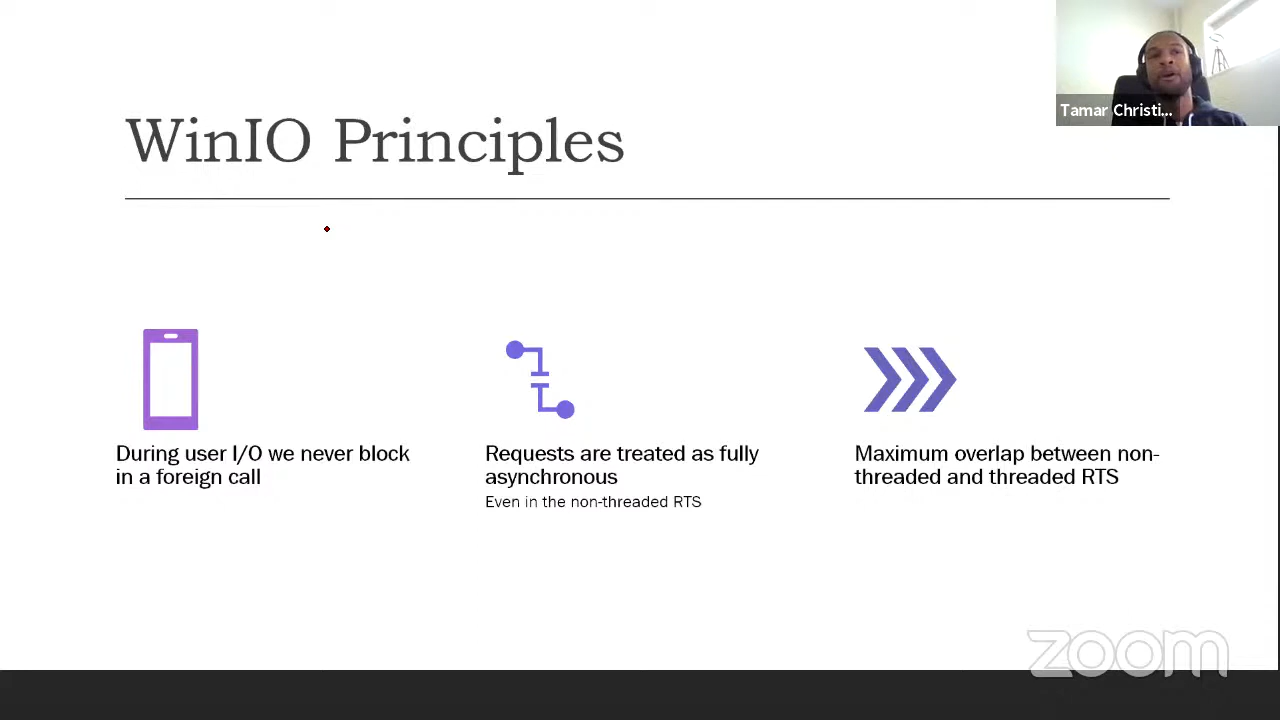 WinIO Principles
Tamar Christi...
During user I/O we never block
in a foreign call
Requests are treated as fully
asynchronous
Even in the non-threaded RTS
Maximum overlap between non-
threaded and threaded RTS
zoom